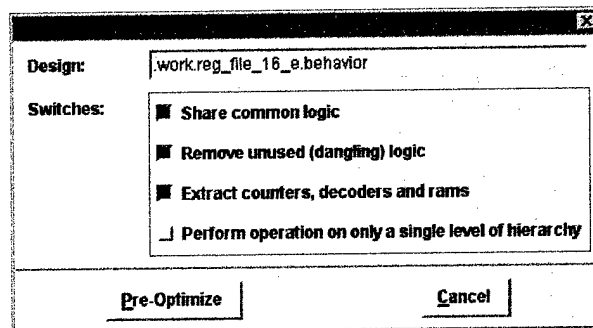 Design:
.work.reg_file_16_e.behavior
Switches:
Share common logic
Remove unused (dangling) logic
Extract counters, decoders and rams
Perform operation on only a single level of hierarchy
Pre-Optimize
Cancel